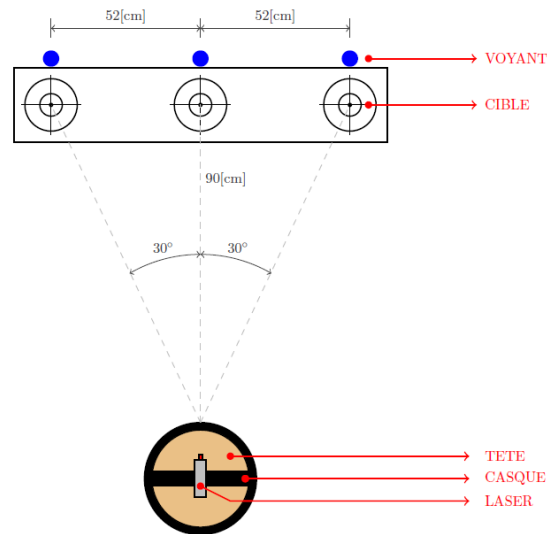 52[cm] 52[cm]
VOYANT
CIBLE
90[cm]
30° 30°
TETE
CASQUE
LASER